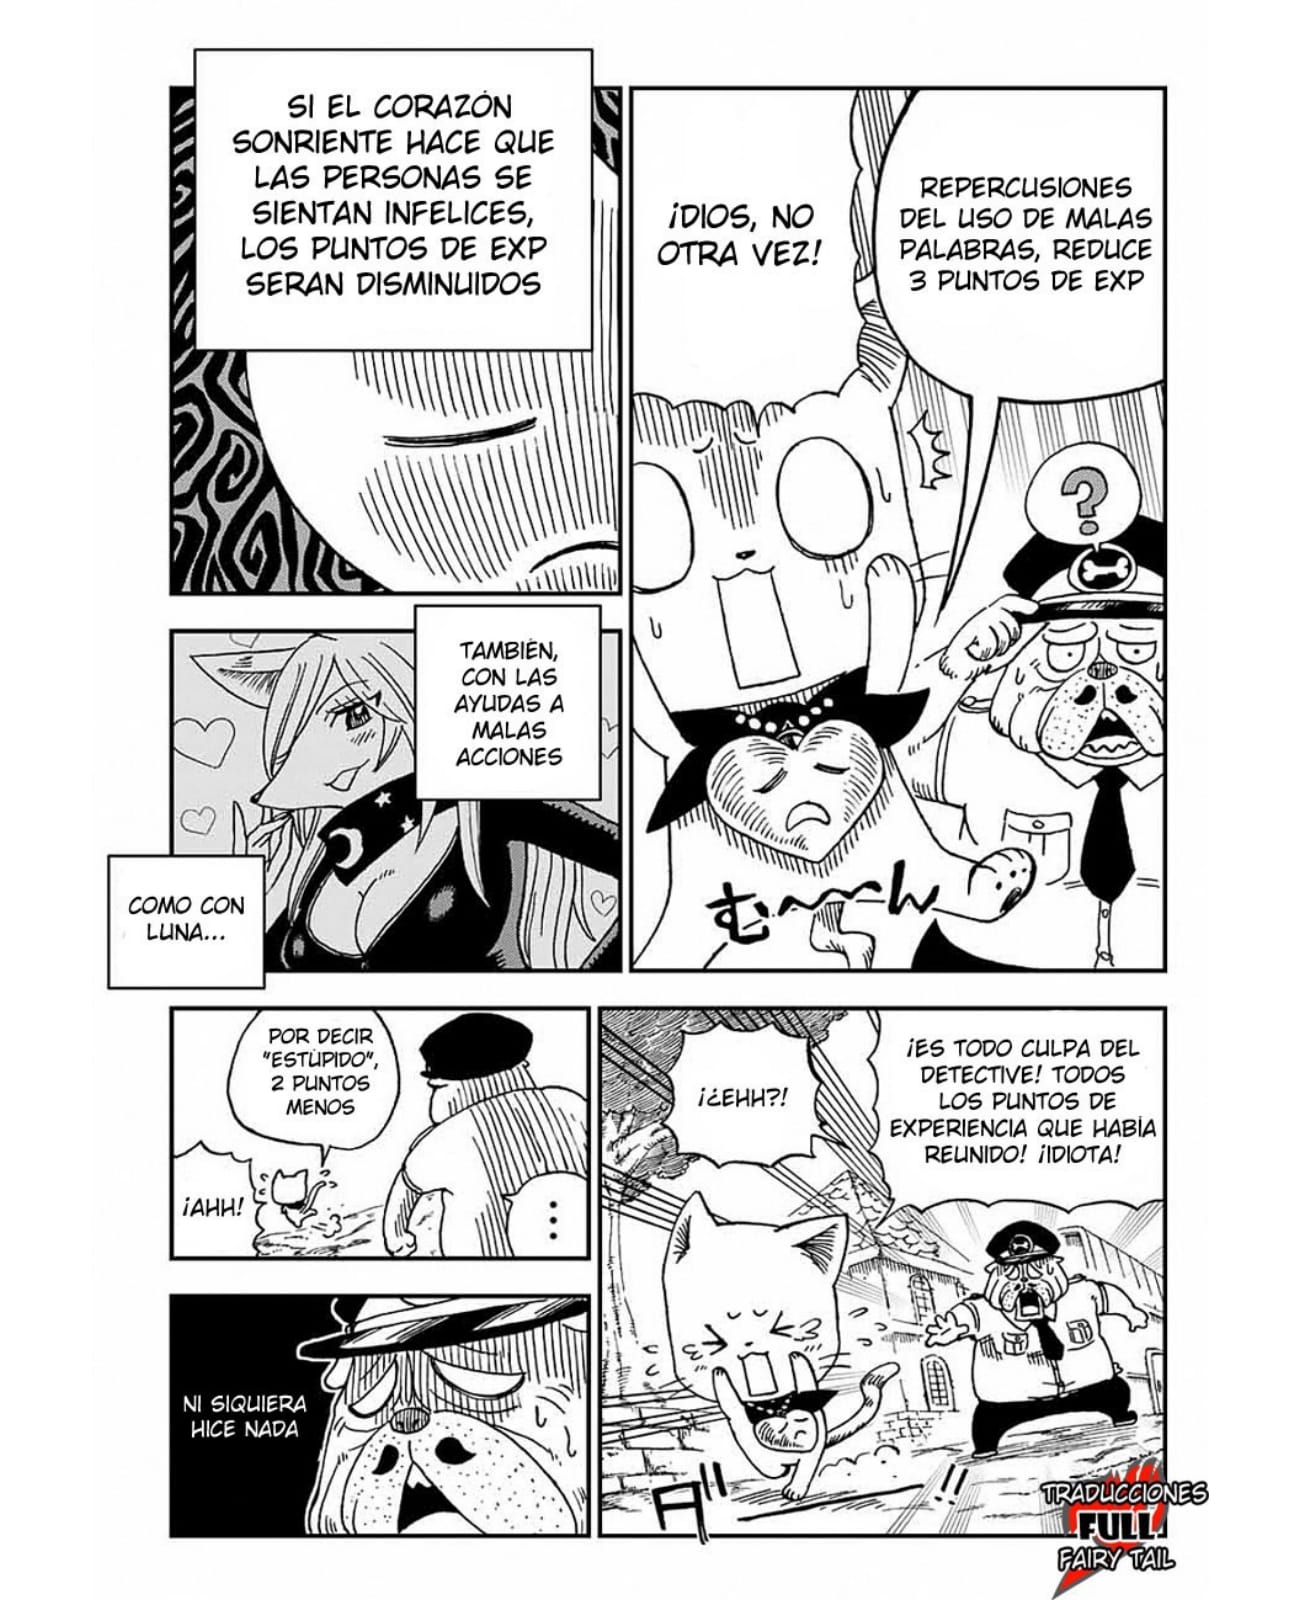 REPERCUSIONES
DEL USO DE MALAS
PALABRAS, REDUCE
3 PUNTOS DE EXP
¡DIOS, NO
OTRA VEZ!
?
む〜〜ん
SI EL CORAZÓN
SONRIENTE HACE QUE
LAS PERSONAS SE
SIENTAN INFELICES,
LOS PUNTOS DE EXP
SERAN DISMINUIDOS
TAMBIÉN,
CON LAS
AYUDAS A
MALAS
ACCIONES
COMO CON
LUNA...
¡ES TODO CULPA DEL
DETECTIVE! TODOS
LOS PUNTOS DE
EXPERIENCIA QUE HABÍA
REUNIDO! ¡IDIOTA!
¡¿EHH?!
!!
POR DECIR
"ESTÚPIDO",
2 PUNTOS
MENOS
¡AHH!
...
NI SIQUIERA
HICE NADA
TRADUCCIONES
FULL
FAIRY TAIL